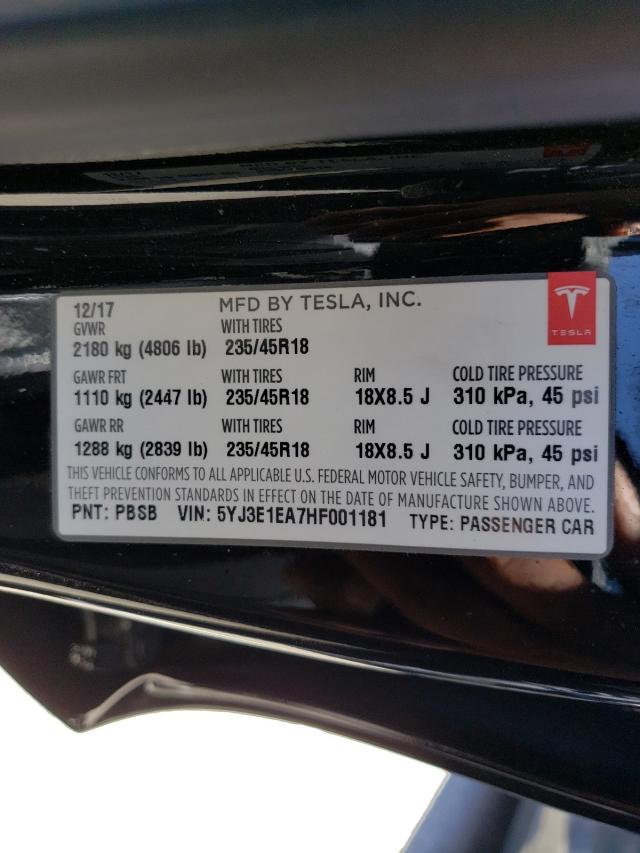 12/17 MFD BY TESLA, INC.
GVWR WITH TIRES
2180 kg (4806 lb) 235/45R18
TESLA
GAWR FRT WITH TIRES RIM COLD TIRE PRESSURE
1110 kg (2447 lb) 235/45R18 18X8.5 J 310 kPa, 45 psi
GAWR RR WITH TIRES RIM COLD TIRE PRESSURE
1288 kg (2839 lb) 235/45R18 18X8.5 J 310 kPa, 45 psi
THIS VEHICLE CONFORMS TO ALL APPLICABLE U.S. FEDERAL MOTOR VEHICLE SAFETY, BUMPER, AND
THEFT PREVENTION STANDARDS IN EFFECT ON THE DATE OF MANUFACTURE SHOWN ABOVE.
PNT: PBSB VIN: 5YJ3E1EA7HF001181 TYPE: PASSENGER CAR